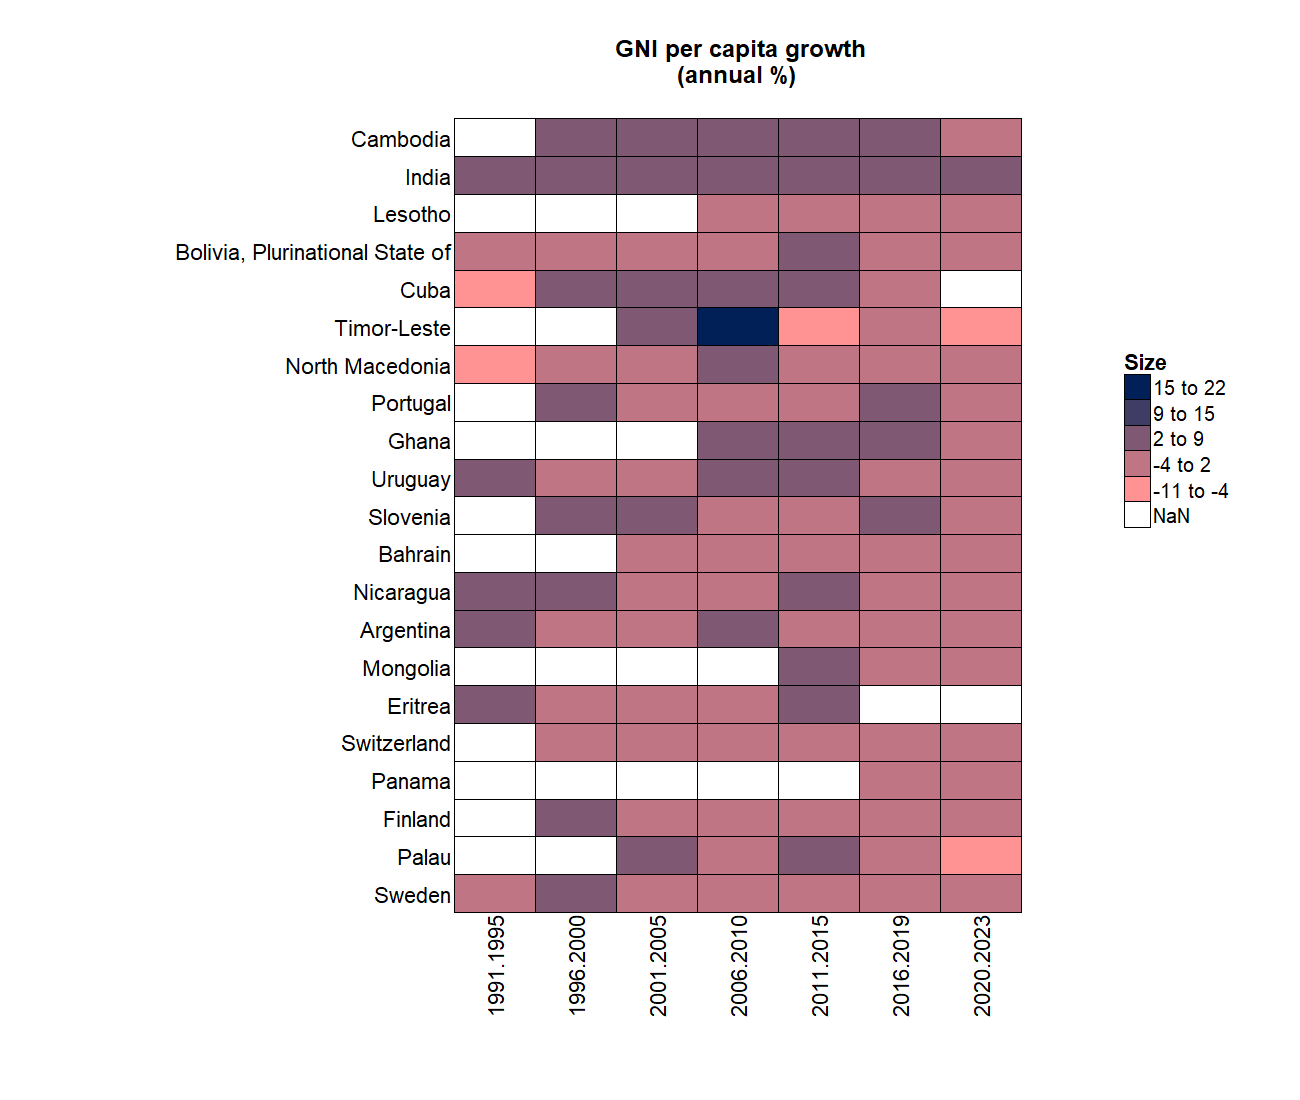 GNI per capita growth
(annual %)
Cambodia
India
Lesotho
Bolivia, Plurinational State of
Cuba
Timor-Leste
North Macedonia
Portugal
Ghana
Uruguay
Slovenia
Bahrain
Nicaragua
Argentina
Mongolia
Eritrea
Switzerland
Panama
Finland
Palau
Sweden
1991.1995
1996.2000
2001.2005
2006.2010
2011.2015
2016.2019
2020.2023
Size
15 to 22
9 to 15
2 to 9
-4 to 2
-11 to -4
NaN